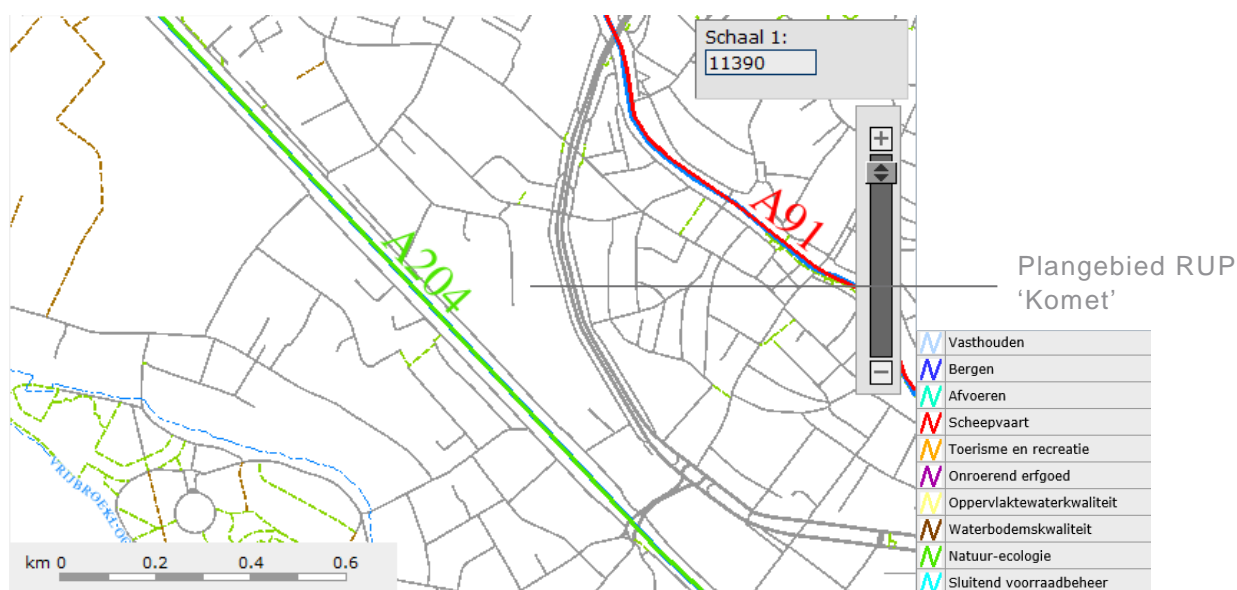 Schaal 1:
11390
A91
A204
Plangebied RUP
‘Komet’
Vasthouden
Bergen
Afvoeren
Scheepvaart
Toerisme en recreatie
Onroerend erfgoed
Oppervlaktewaterkwaliteit
Waterbodemskwaliteit
Natuur-ecologie
Sluitend voorraadbeheer
km 0 0.2 0.4 0.6